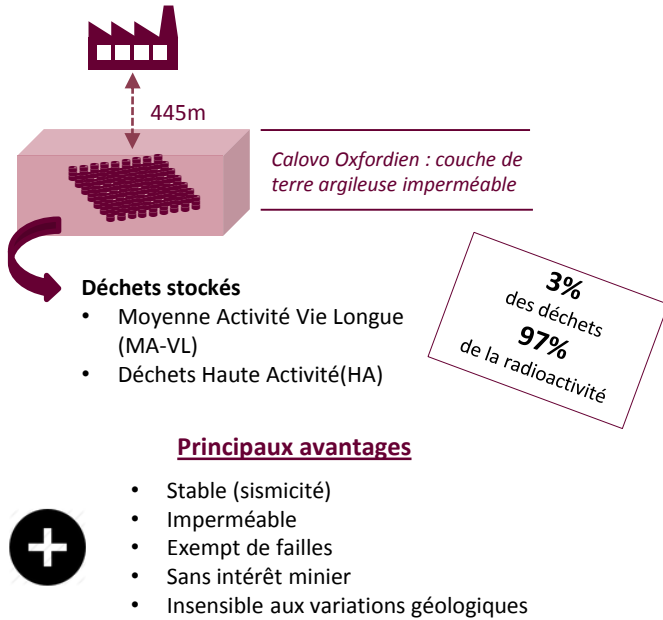 445m
Calovo Oxfordien : couche de
terre argileuse imperméable
Déchets stockés
• Moyenne Activité Vie Longue
(MA-VL)
• Déchets Haute Activité(HA)
3%
des déchets
97%
de la radioactivité
Principaux avantages
• Stable (sismicité)
• Imperméable
• Exempt de failles
• Sans intérêt minier
• Insensible aux variations géologiques